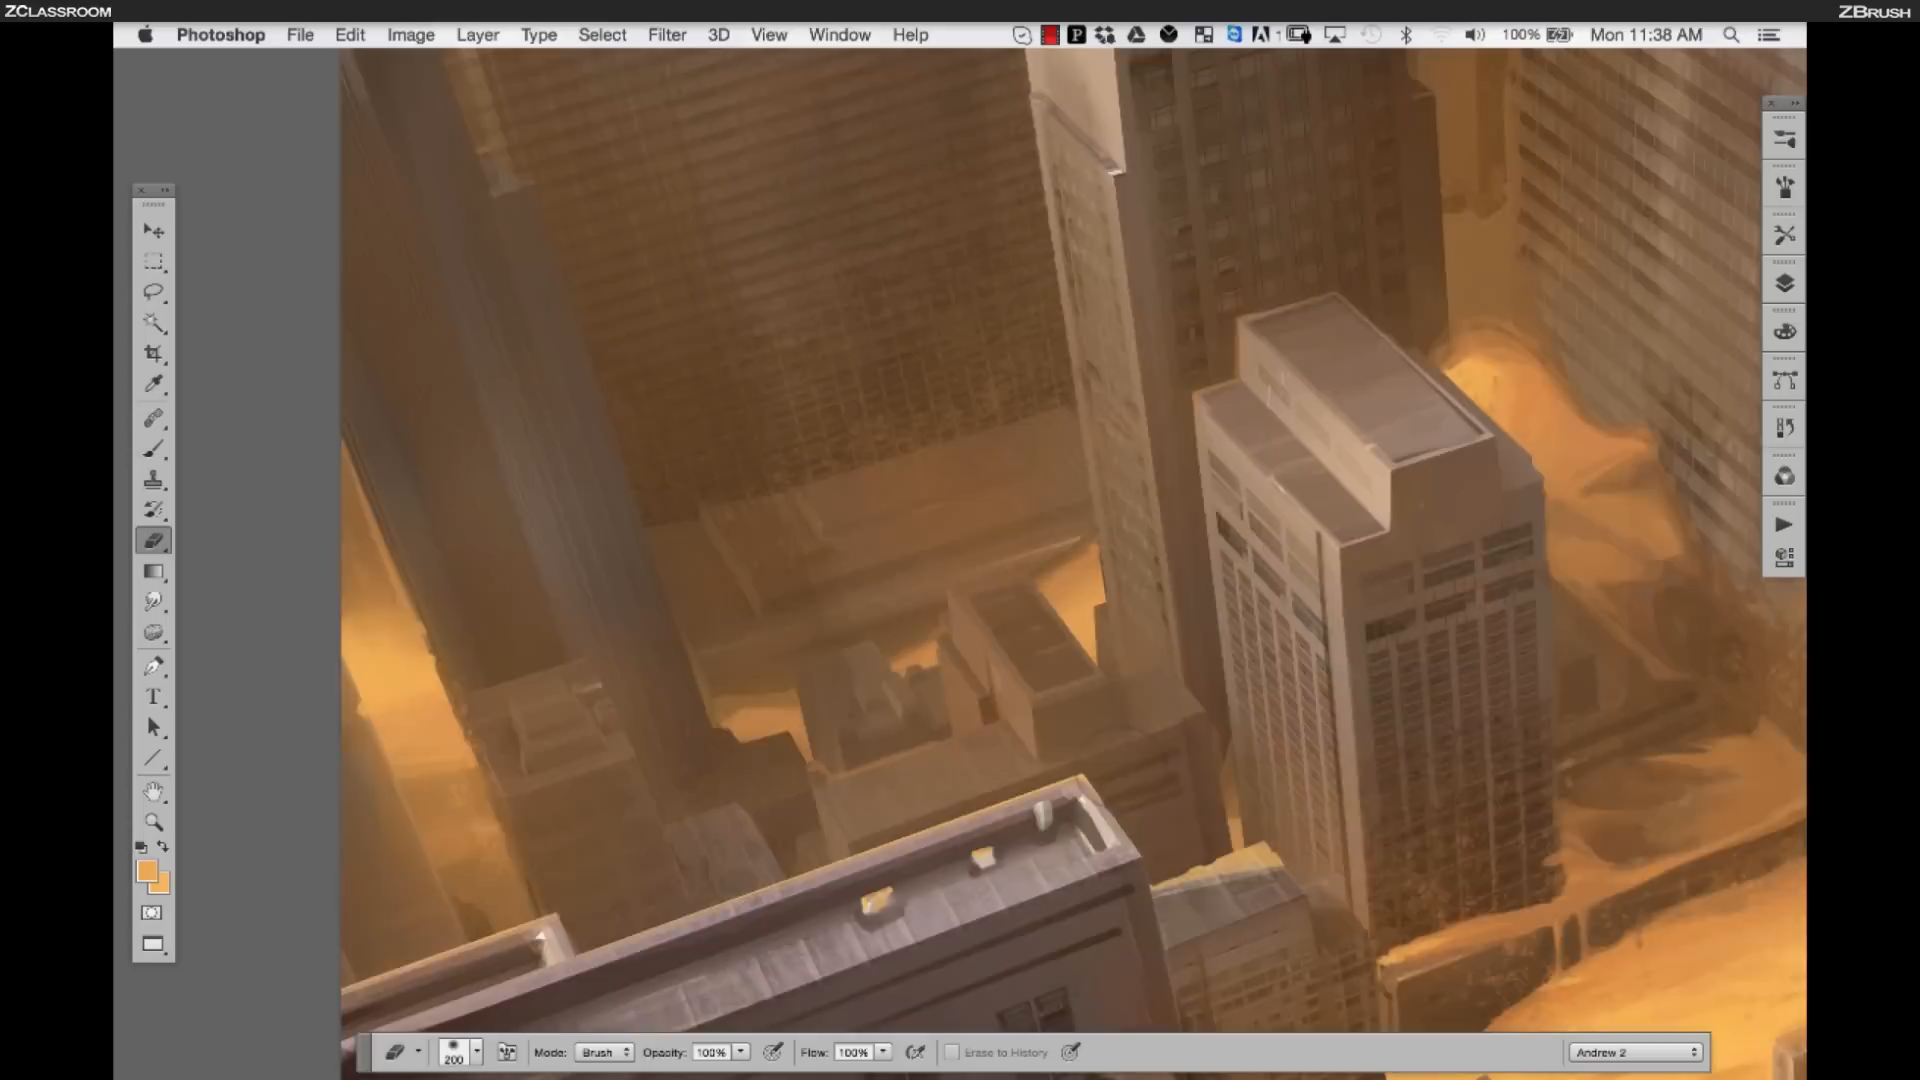 ZCLASSROOM
ZBRUSH
Photoshop File Edit Image Layer Type Select Filter 3D View Window Help 100% Mon 11:38 AM
200 Mode: Brush Opacity: 100% Flow: 100% Erase to History Andrew 2